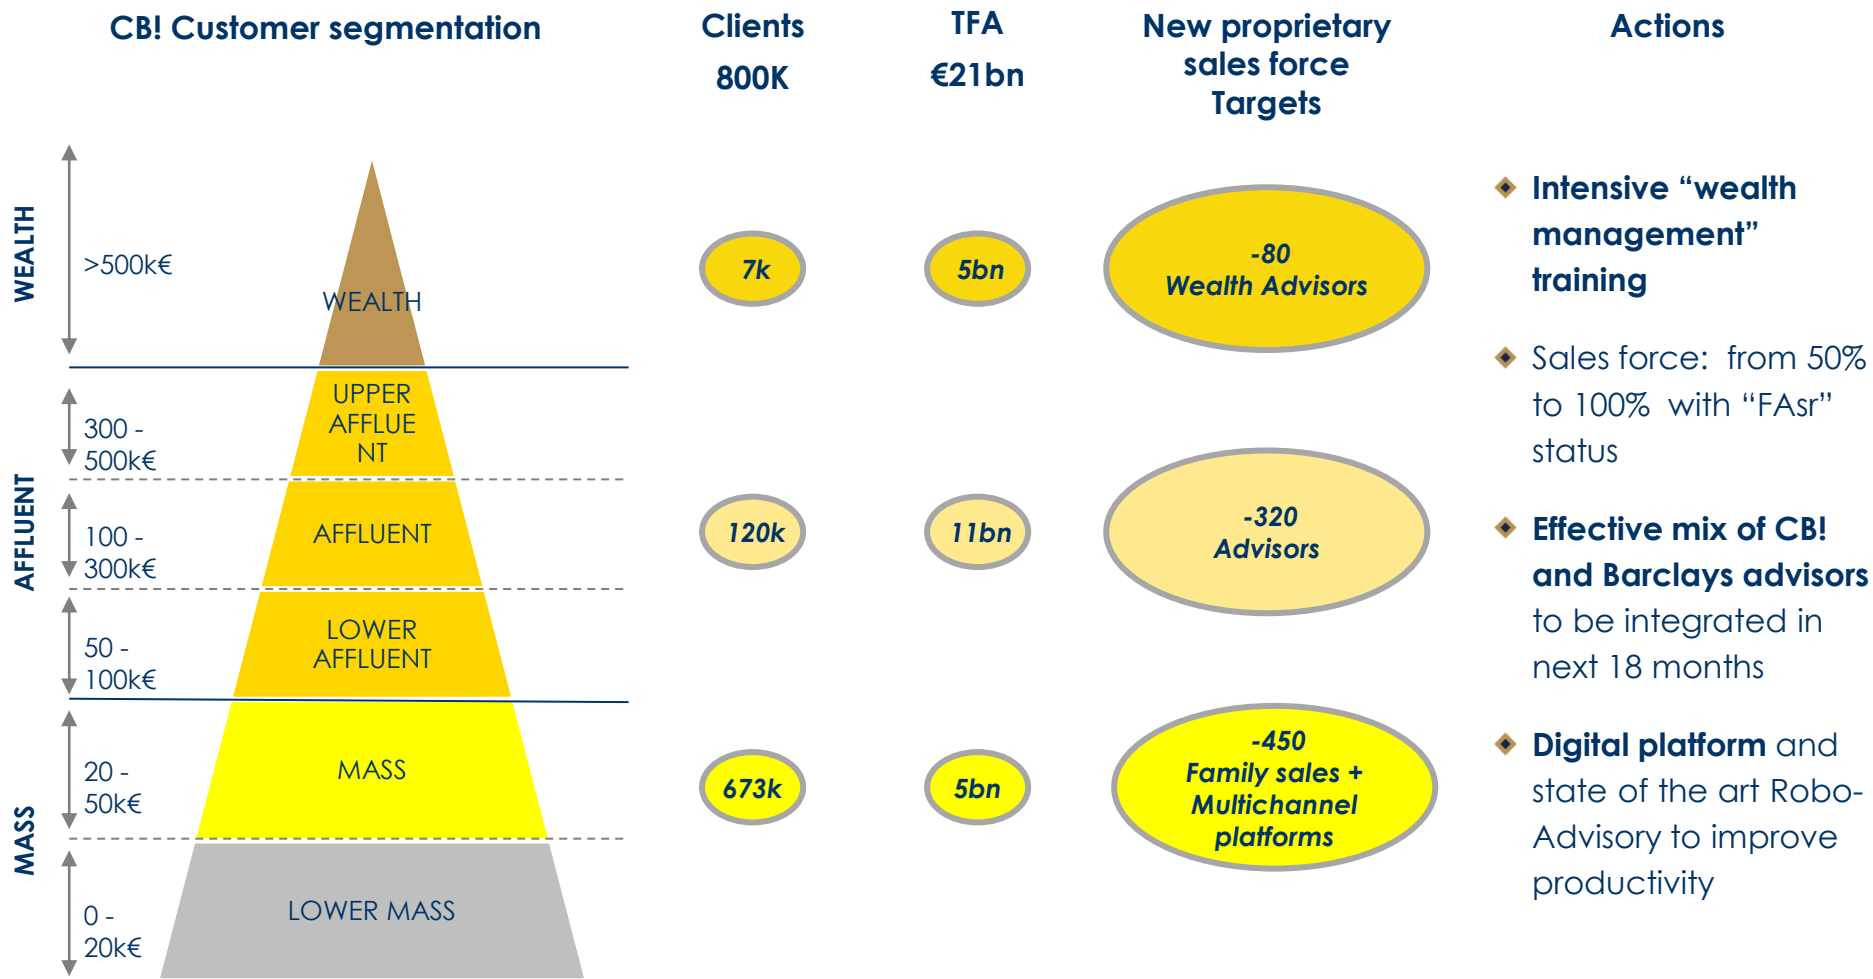 CB! Customer segmentation
Clients
800K
TFA
€21bn
New proprietary
sales force
Targets
Actions
WEALTH
>500k€
WEALTH
7k
5bn
-80
Wealth Advisors
AFFLUENT
300 -
500k€
UPPER
AFFLUE
NT
100 -
300k€
AFFLUENT
50 -
100k€
LOWER
AFFLUENT
120k
11bn
-320
Advisors
MASS
20 -
50k€
MASS
0 -
20k€
LOWER MASS
673k
5bn
-450
Family sales +
Multichannel
platforms
Intensive “wealth
management”
training
Sales force:  from 50%
to 100%  with “FAsr”
status
Effective mix of CB!
and Barclays advisors
to be integrated in
next 18 months
Digital platform and
state of the art Robo-
Advisory to improve
productivity